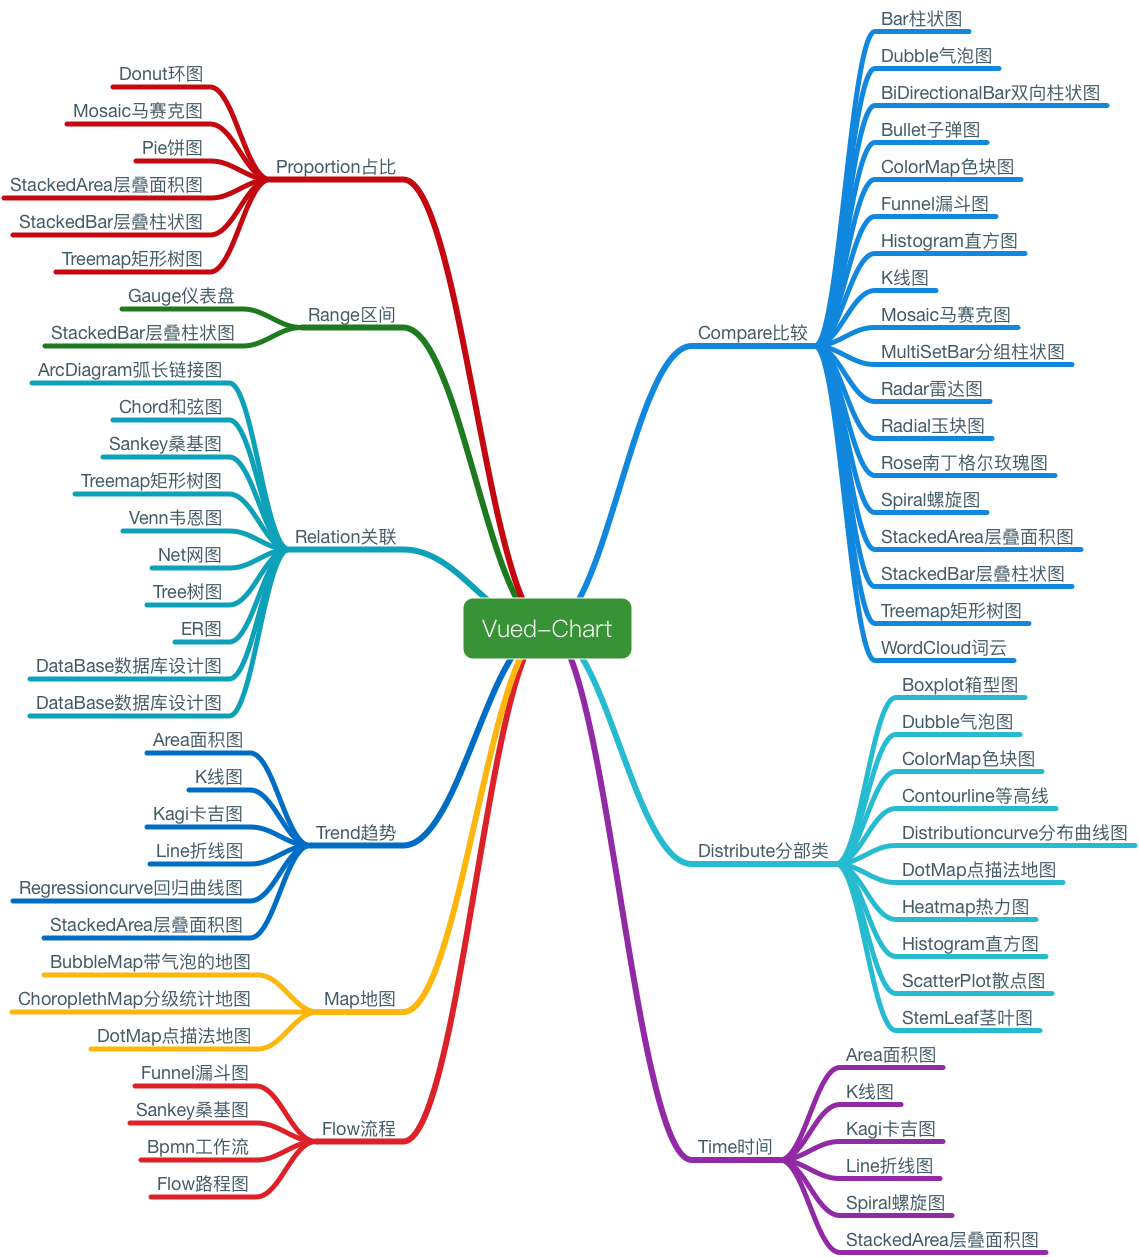 Vued-Chart
Proportion占比
Donut环图
Mosaic马赛克图
Pie饼图
StackedArea层叠面积图
StackedBar层叠柱状图
Treemap矩形树图
Range区间
Gauge仪表盘
StackedBar层叠柱状图
Relation关联
ArcDiagram弧长链接图
Chord和弦图
Sankey桑基图
Treemap矩形树图
Venn韦恩图
Net网图
Tree树图
ER图
DataBase数据库设计图
DataBase数据库设计图
Trend趋势
Area面积图
K线图
Kagi卡吉图
Line折线图
Regressioncurve回归曲线图
StackedArea层叠面积图
Map地图
BubbleMap带气泡的地图
ChoroplethMap分级统计地图
DotMap点描法地图
Flow流程
Funnel漏斗图
Sankey桑基图
Bpmn工作流
Flow路程图
Compare比较
Bar柱状图
Dubble气泡图
BiDirectionalBar双向柱状图
Bullet子弹图
ColorMap色块图
Funnel漏斗图
Histogram直方图
K线图
Mosaic马赛克图
MultiSetBar分组柱状图
Radar雷达图
Radial玉块图
Rose南丁格尔玫瑰图
Spiral螺旋图
StackedArea层叠面积图
StackedBar层叠柱状图
Treemap矩形树图
WordCloud词云
Distribute分部类
Boxplot箱型图
Dubble气泡图
ColorMap色块图
Contourline等高线
Distributioncurve分布曲线图
DotMap点描法地图
Heatmap热力图
Histogram直方图
ScatterPlot散点图
StemLeaf茎叶图
Time时间
Area面积图
K线图
Kagi卡吉图
Line折线图
Spiral螺旋图
StackedArea层叠面积图